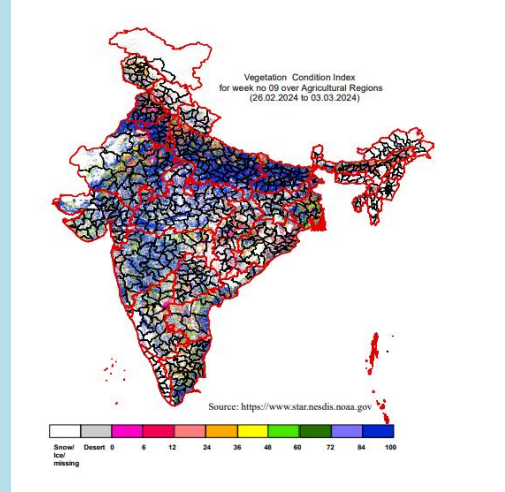 Vegetation Condition Index
for week no 09 over Agricultural Regions
(26.02.2024 to 03.03.2024)
Source: https://www.star.nesdis.noaa.gov
Snow/ Desert 0 6 12 24 36 48 60 72 84 100
Ice/
missing